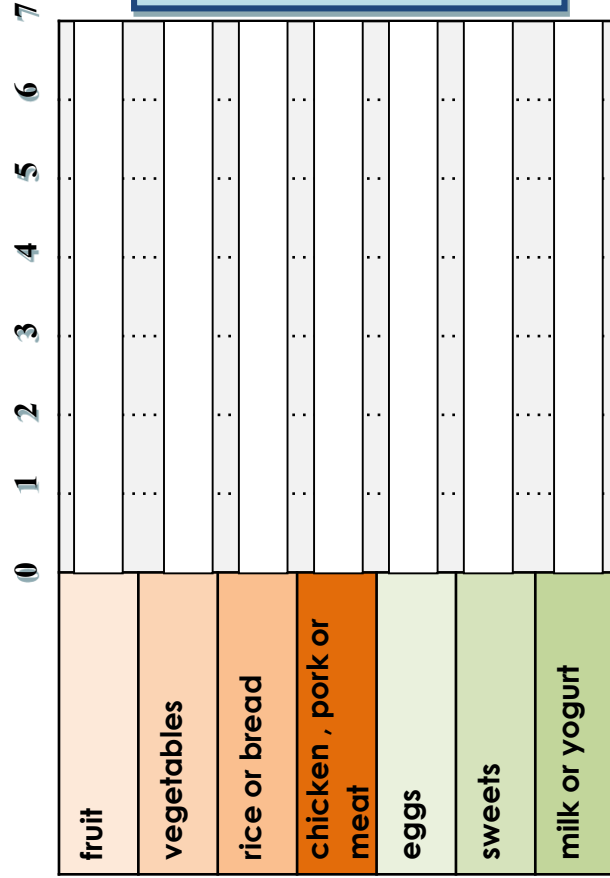 0 1 2 3 4 5 6 7
fruit
vegetables
rice or bread
chicken , pork or
meat
eggs
sweets
milk or yogurt